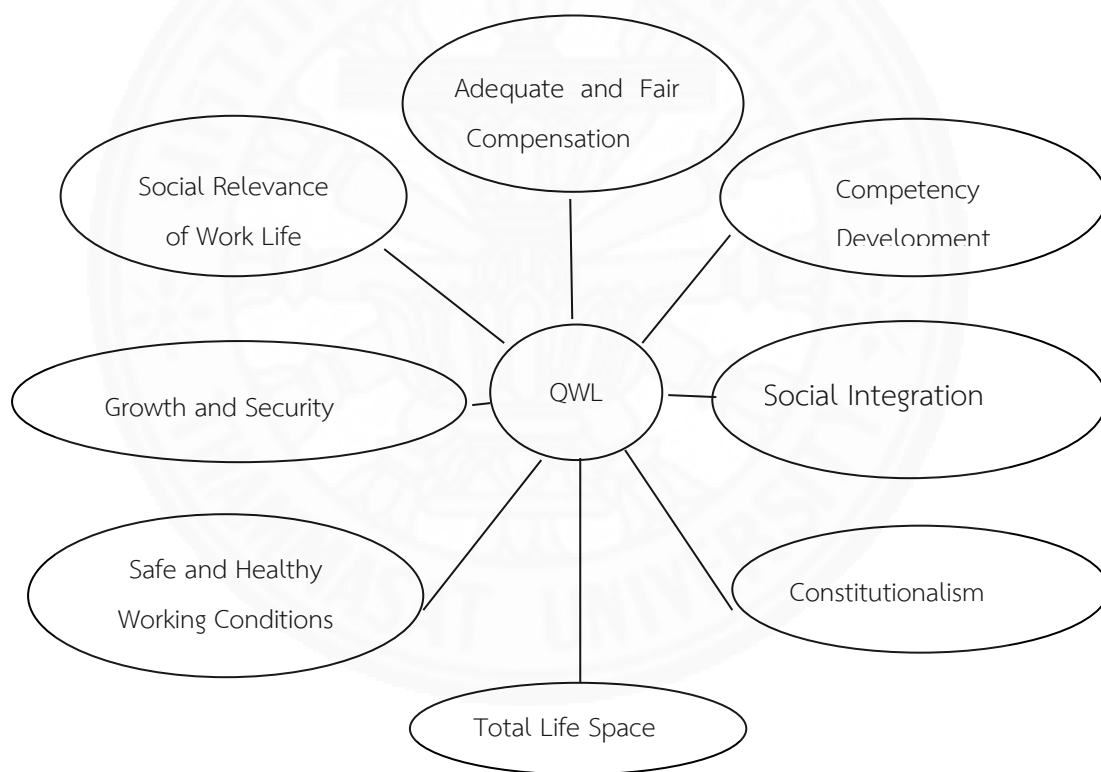 Adequate and Fair
Compensation
Social Relevance
of Work Life
Competency
Development
QWL
Growth and Security
Social Integration
Safe and Healthy
Working Conditions
Constitutionalism
Total Life Space